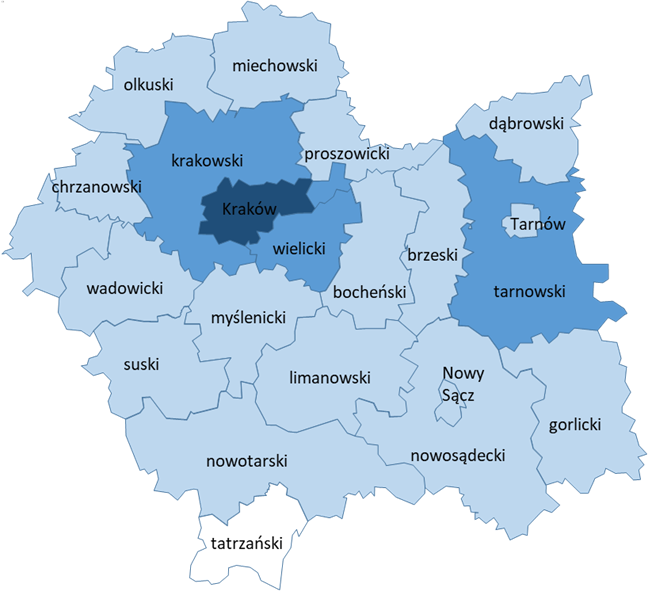 miechowski
olkuski
dąbrowski
proszowicki
krakowski
chrzanowski
Kraków
Tarnów
wielicki
brzeski
wadowicki
bocheński
tarnowski
myślenicki
suski
limanowski
Nowy
Sącz
gorlicki
nowotarski
nowosądecki
tatrzański